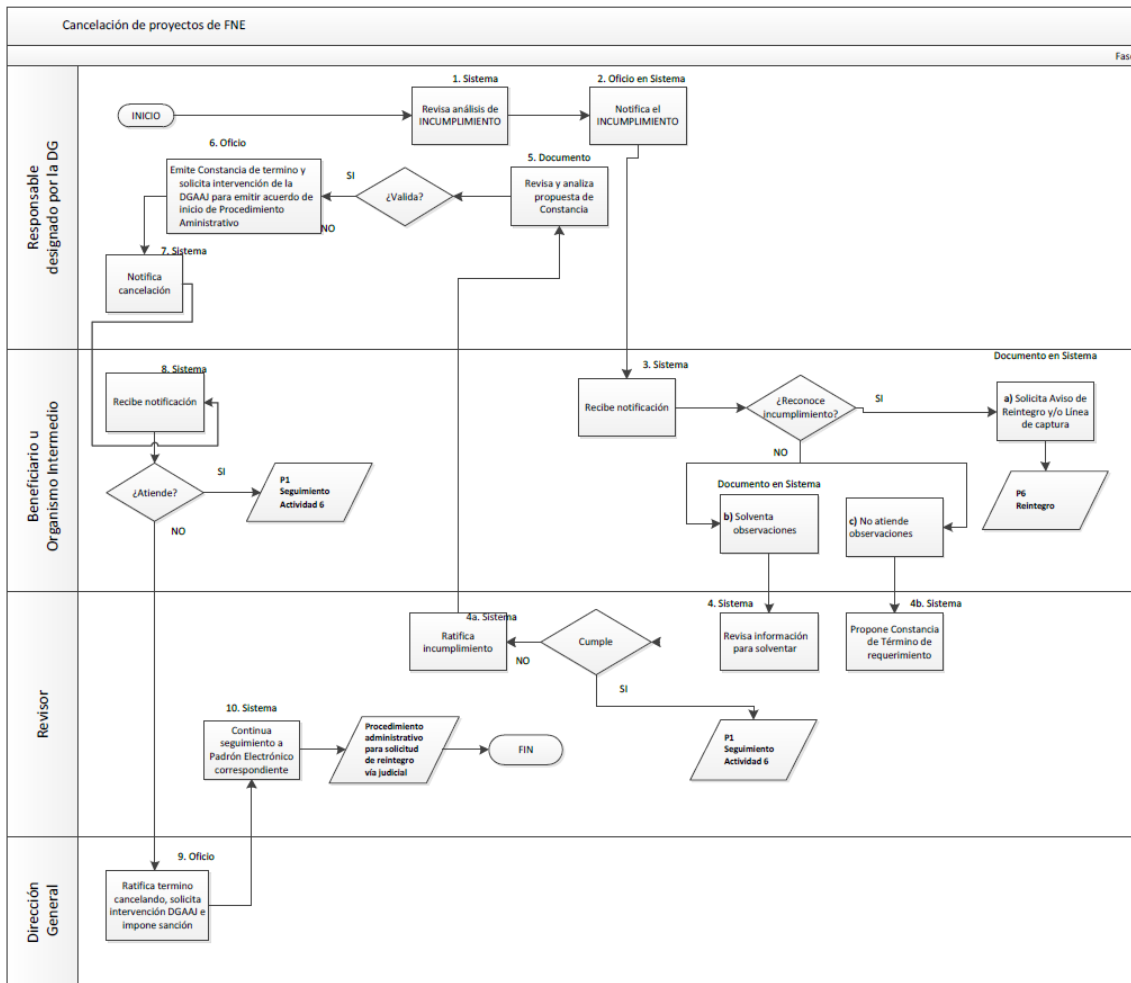 Cancelación de proyectos de FNE
Fase
Responsable
designado por la DG
INICIO
1. Sistema
Revisa análisis de
INCUMPLIMIENTO
2. Oficio en Sistema
Notifica el
INCUMPLIMIENTO
6. Oficio
Emite Constancia de termino y
solicita intervención de la
DGAAJ para emitir acuerdo de
inicio de Procedimiento
Aministrativo
SI
NO
¿Valida?
5. Documento
Revisa y analiza
propuesta de
Constancia
7. Sistema
Notifica
cancelación
Beneficiario u
Organismo Intermedio
8. Sistema
Recibe notificación
¿Atiende?
SI
NO
P1
Seguimiento
Actividad 6
3. Sistema
Recibe notificación
¿Reconoce
incumplimiento?
SI
NO
Documento en Sistema
a) Solicita Aviso de
Reintegro y/o Línea
de captura
P6
Reintegro
Documento en Sistema
b) Solventa
observaciones
c) No atiende
observaciones
Revisor
4a. Sistema
Ratifica
incumplimiento
NO
Cumple
SI
4. Sistema
Revisa información
para solventar
4b. Sistema
Propone Constancia
de Término de
requerimiento
P1
Seguimiento
Actividad 6
10. Sistema
Continua
seguimiento a
Padrón Electrónico
correspondiente
Procedimiento
administrativo
para solicitud
de reintegro
vía judicial
FIN
Dirección
General
9. Oficio
Ratifica termino
cancelando, solicita
intervención DGAAJ e
impone sanción